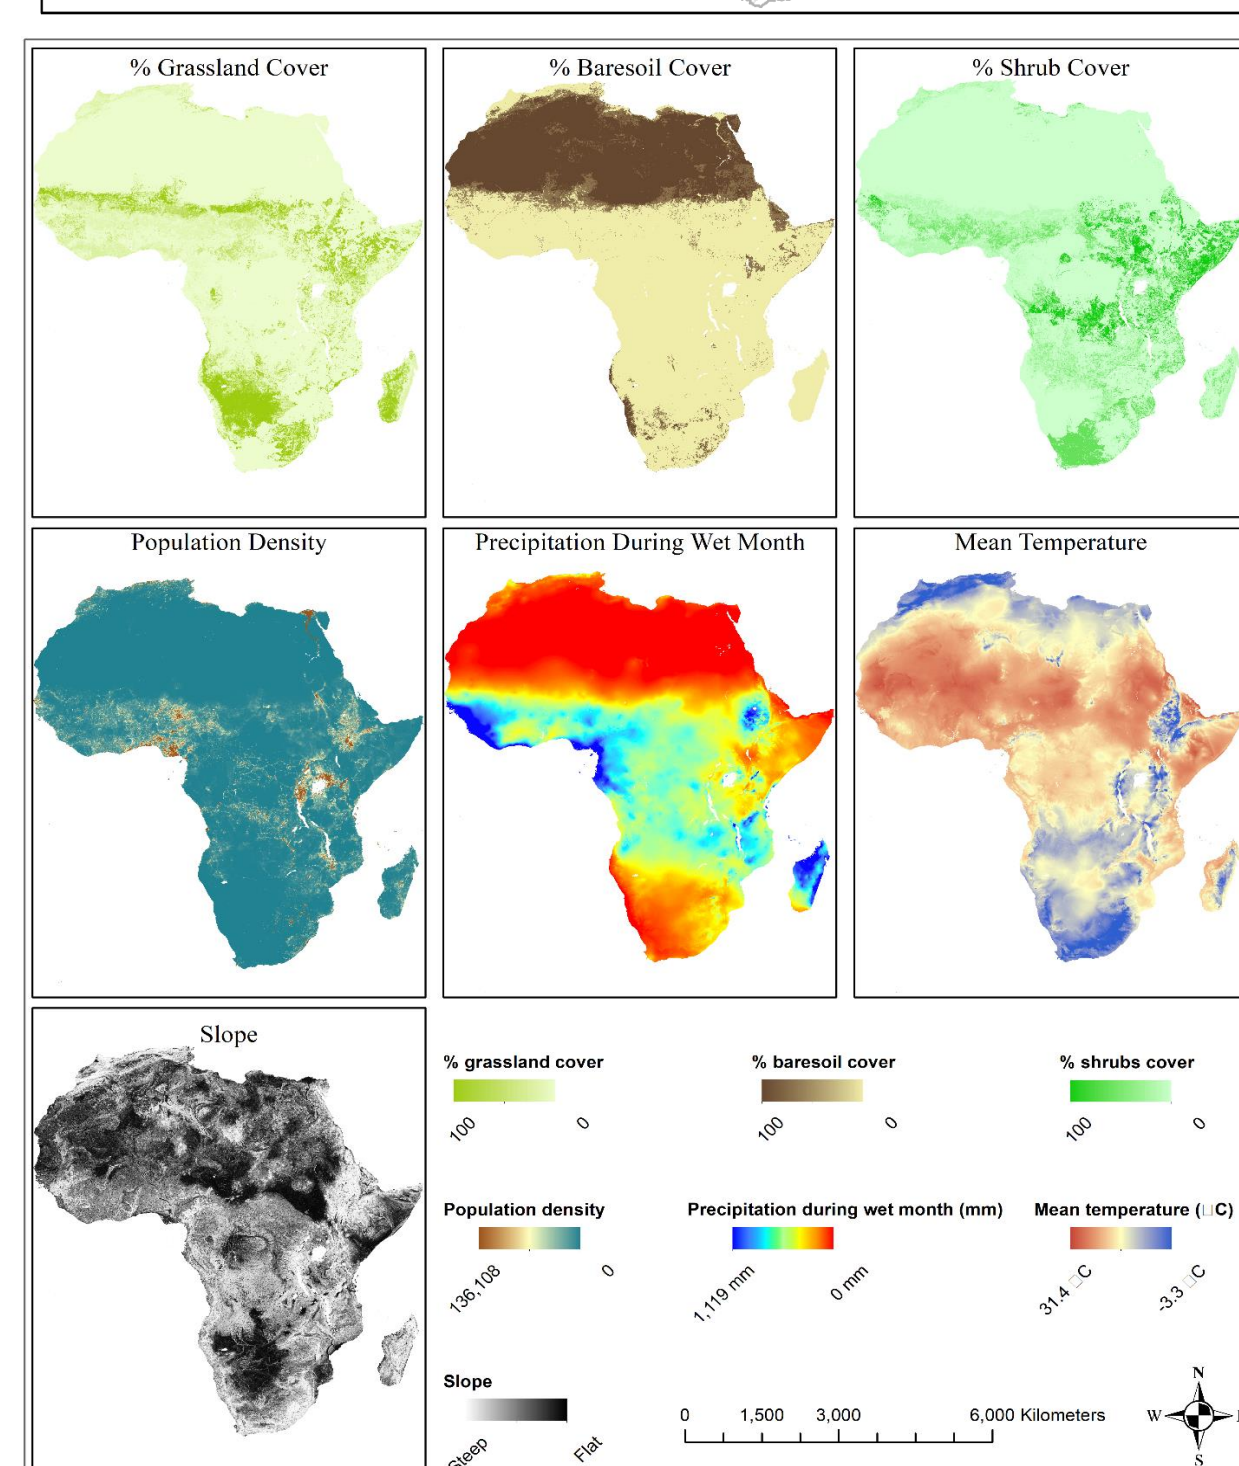 % Grassland Cover
% Baresoil Cover
% Shrub Cover
Population Density
Precipitation During Wet Month
Mean Temperature
Slope
% grassland cover
100 0
% baresoil cover
100 0
% shrubs cover
100 0
Population density
136,108 0
Precipitation during wet month (mm)
1,119 mm 0 mm
Mean temperature (□C)
31.4 □C -3.3 □C
Slope
Steep Flat
0 1,500 3,000 6,000 Kilometers
N
W
S